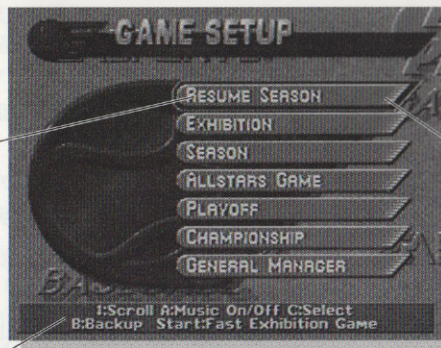 GAME SETUP
RESUME SEASON
EXHIBITION
SEASON
ALLSTARS GAME
PLAYOFF
CHAMPIONSHIP
GENERAL MANAGER
BASEBALL
↕:Scroll A:Music On/Off C:Select
B:Backup Start:Fast Exhibition Game